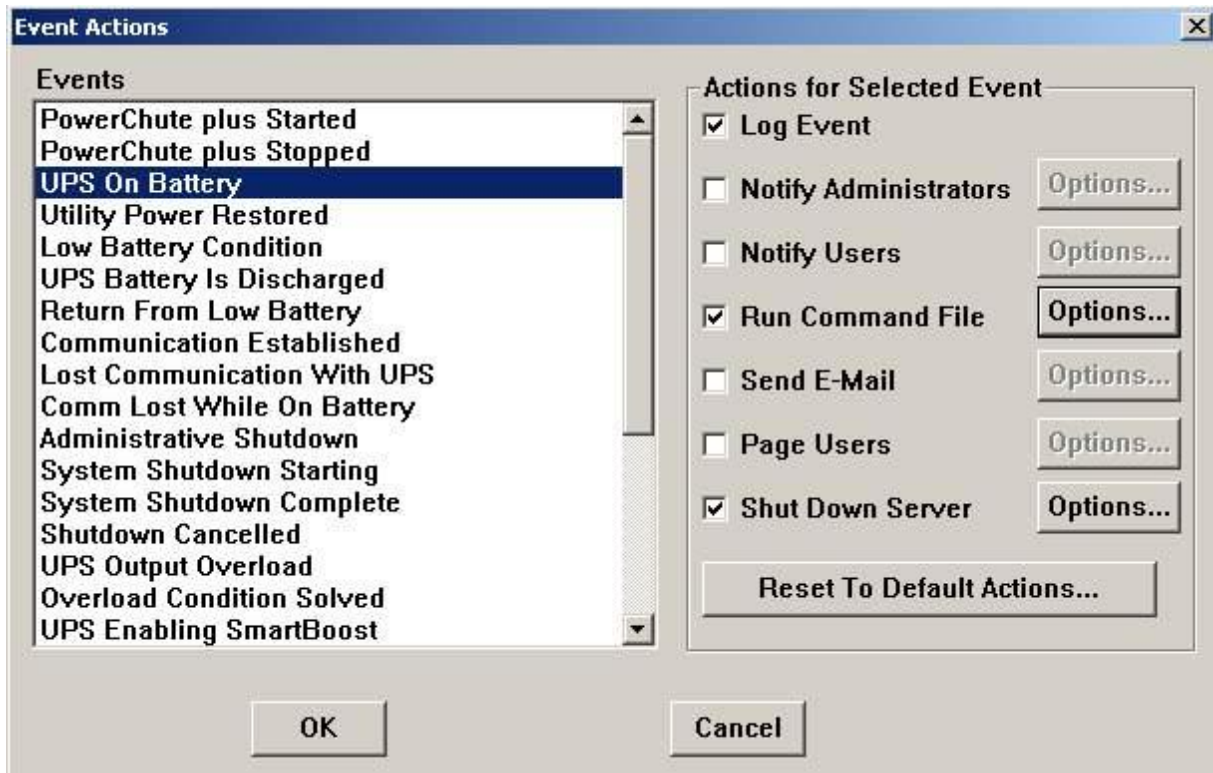 Event Actions
Events
PowerChute plus Started
PowerChute plus Stopped
UPS On Battery
Utility Power Restored
Low Battery Condition
UPS Battery Is Discharged
Return From Low Battery
Communication Established
Lost Communication With UPS
Comm Lost While On Battery
Administrative Shutdown
System Shutdown Starting
System Shutdown Complete
Shutdown Cancelled
UPS Output Overload
Overload Condition Solved
UPS Enabling SmartBoost
Actions for Selected Event
Log Event
Notify Administrators Options...
Notify Users Options...
Run Command File Options...
Send E-Mail Options...
Page Users Options...
Shut Down Server Options...
Reset To Default Actions...
OK Cancel